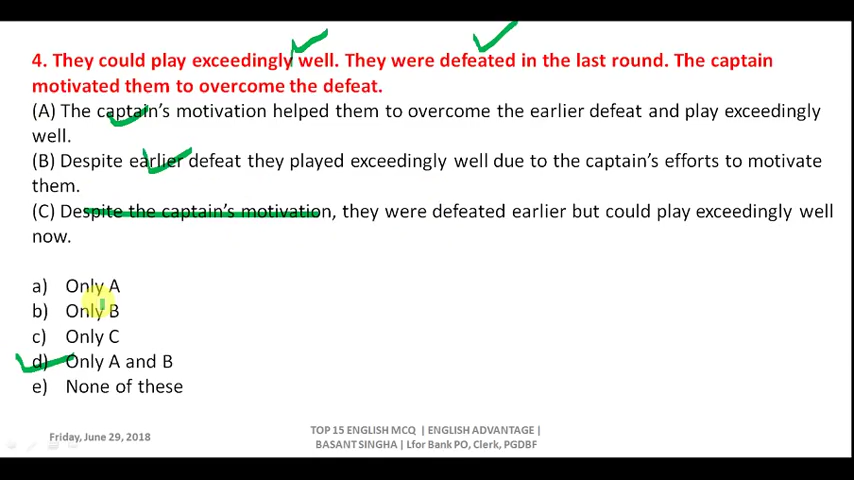 4. They could play exceedingly well. They were defeated in the last round. The captain
motivated them to overcome the defeat.
(A) The captain's motivation helped them to overcome the earlier defeat and play exceedingly
well.
(B) Despite earlier defeat they played exceedingly well due to the captain's efforts to motivate
them.
(C) Despite the captain's motivation, they were defeated earlier but could play exceedingly well
now.
a) Only A
b) Only B
c) Only C
d) Only A and B
e) None of these
Friday, June 29, 2018
TOP 15 ENGLISH MCQ | ENGLISH ADVANTAGE |
BASANT SINGHA | Lfor Bank PO, Clerk, PGDBF